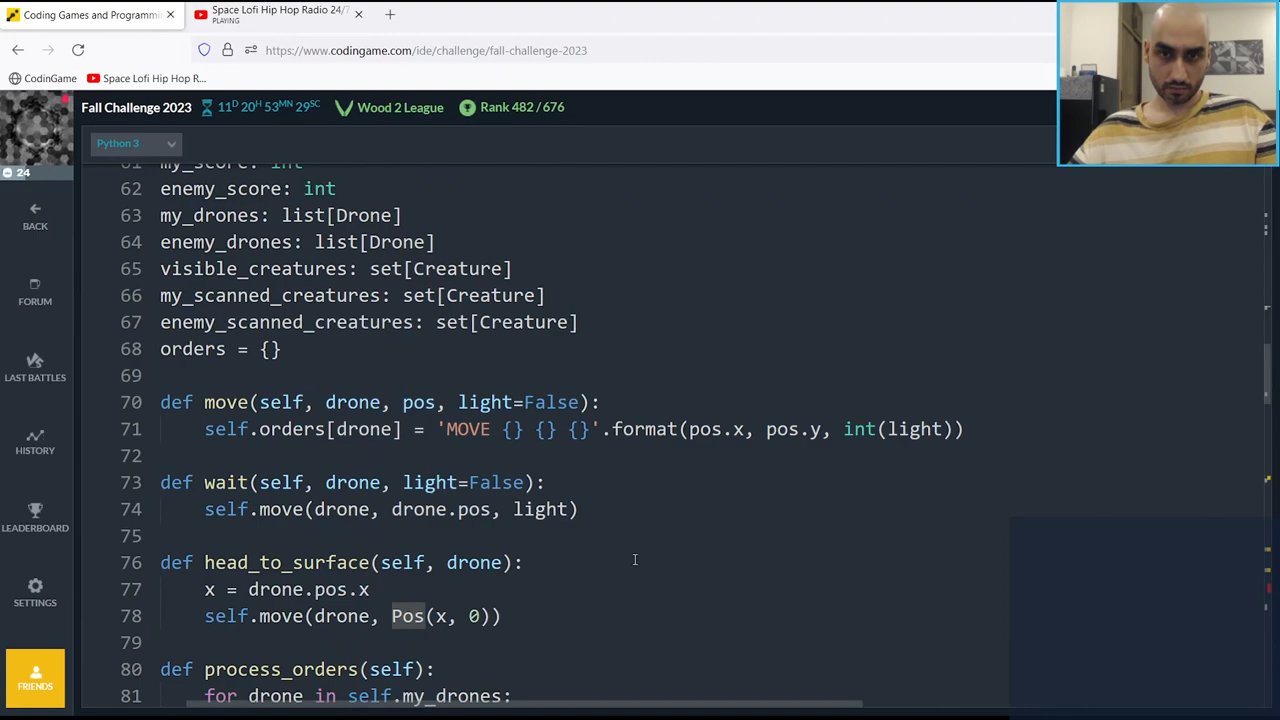 Coding Games and Programmi
Space Lofi Hip Hop Radio 24/7
PLAYING
https://www.codingame.com/ide/challenge/fall-challenge-2023
CodinGame
Space Lofi Hip Hop R...
Fall Challenge 2023
11D 20H 53MN 29SC
Wood 2 League
Rank 482 / 676
Python 3
24
BACK
FORUM
LAST BATTLES
HISTORY
LEADERBOARD
SETTINGS
FRIENDS
61 my_score: int
62 enemy_score: int
63 my_drones: list[Drone]
64 enemy_drones: list[Drone]
65 visible_creatures: set[Creature]
66 my_scanned_creatures: set[Creature]
67 enemy_scanned_creatures: set[Creature]
68 orders = {}
69
70 def move(self, drone, pos, light=False):
71 self.orders[drone] = 'MOVE {} {} {}'.format(pos.x, pos.y, int(light))
72
73 def wait(self, drone, light=False):
74 self.move(drone, drone.pos, light)
75
76 def head_to_surface(self, drone):
77 x = drone.pos.x
78 self.move(drone, Pos(x, 0))
79
80 def process_orders(self):
81 for drone in self.my_drones: